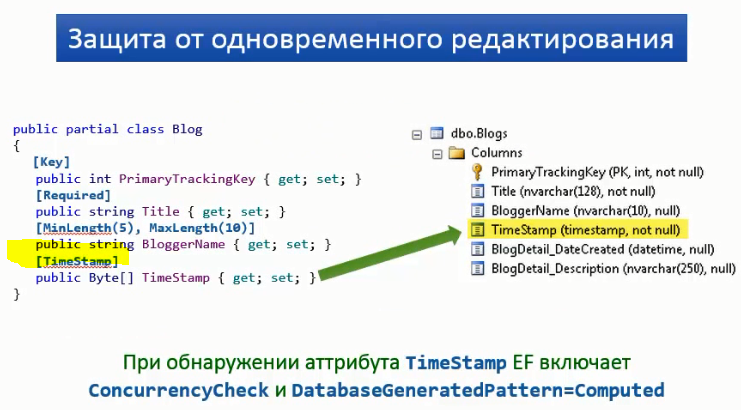 Защита от одновременного редактирования
public partial class Blog
{
[Key]
public int PrimaryTrackingKey { get; set; }
[Required]
public string Title { get; set; }
[MinLength(5), MaxLength(10)]
public string BloggerName { get; set; }
[TimeStamp]
public Byte[] TimeStamp { get; set; }
}
dbo.Blogs
Columns
PrimaryTrackingKey (PK, int, not null)
Title (nvarchar(128), not null)
BloggerName (nvarchar(10), null)
TimeStamp (timestamp, not null)
BlogDetail_DateCreated (datetime, null)
BlogDetail_Description (nvarchar(250), null)
При обнаружении аттрибута TimeStamp EF включает
ConcurrencyCheck и DatabaseGeneratedPattern=Computed